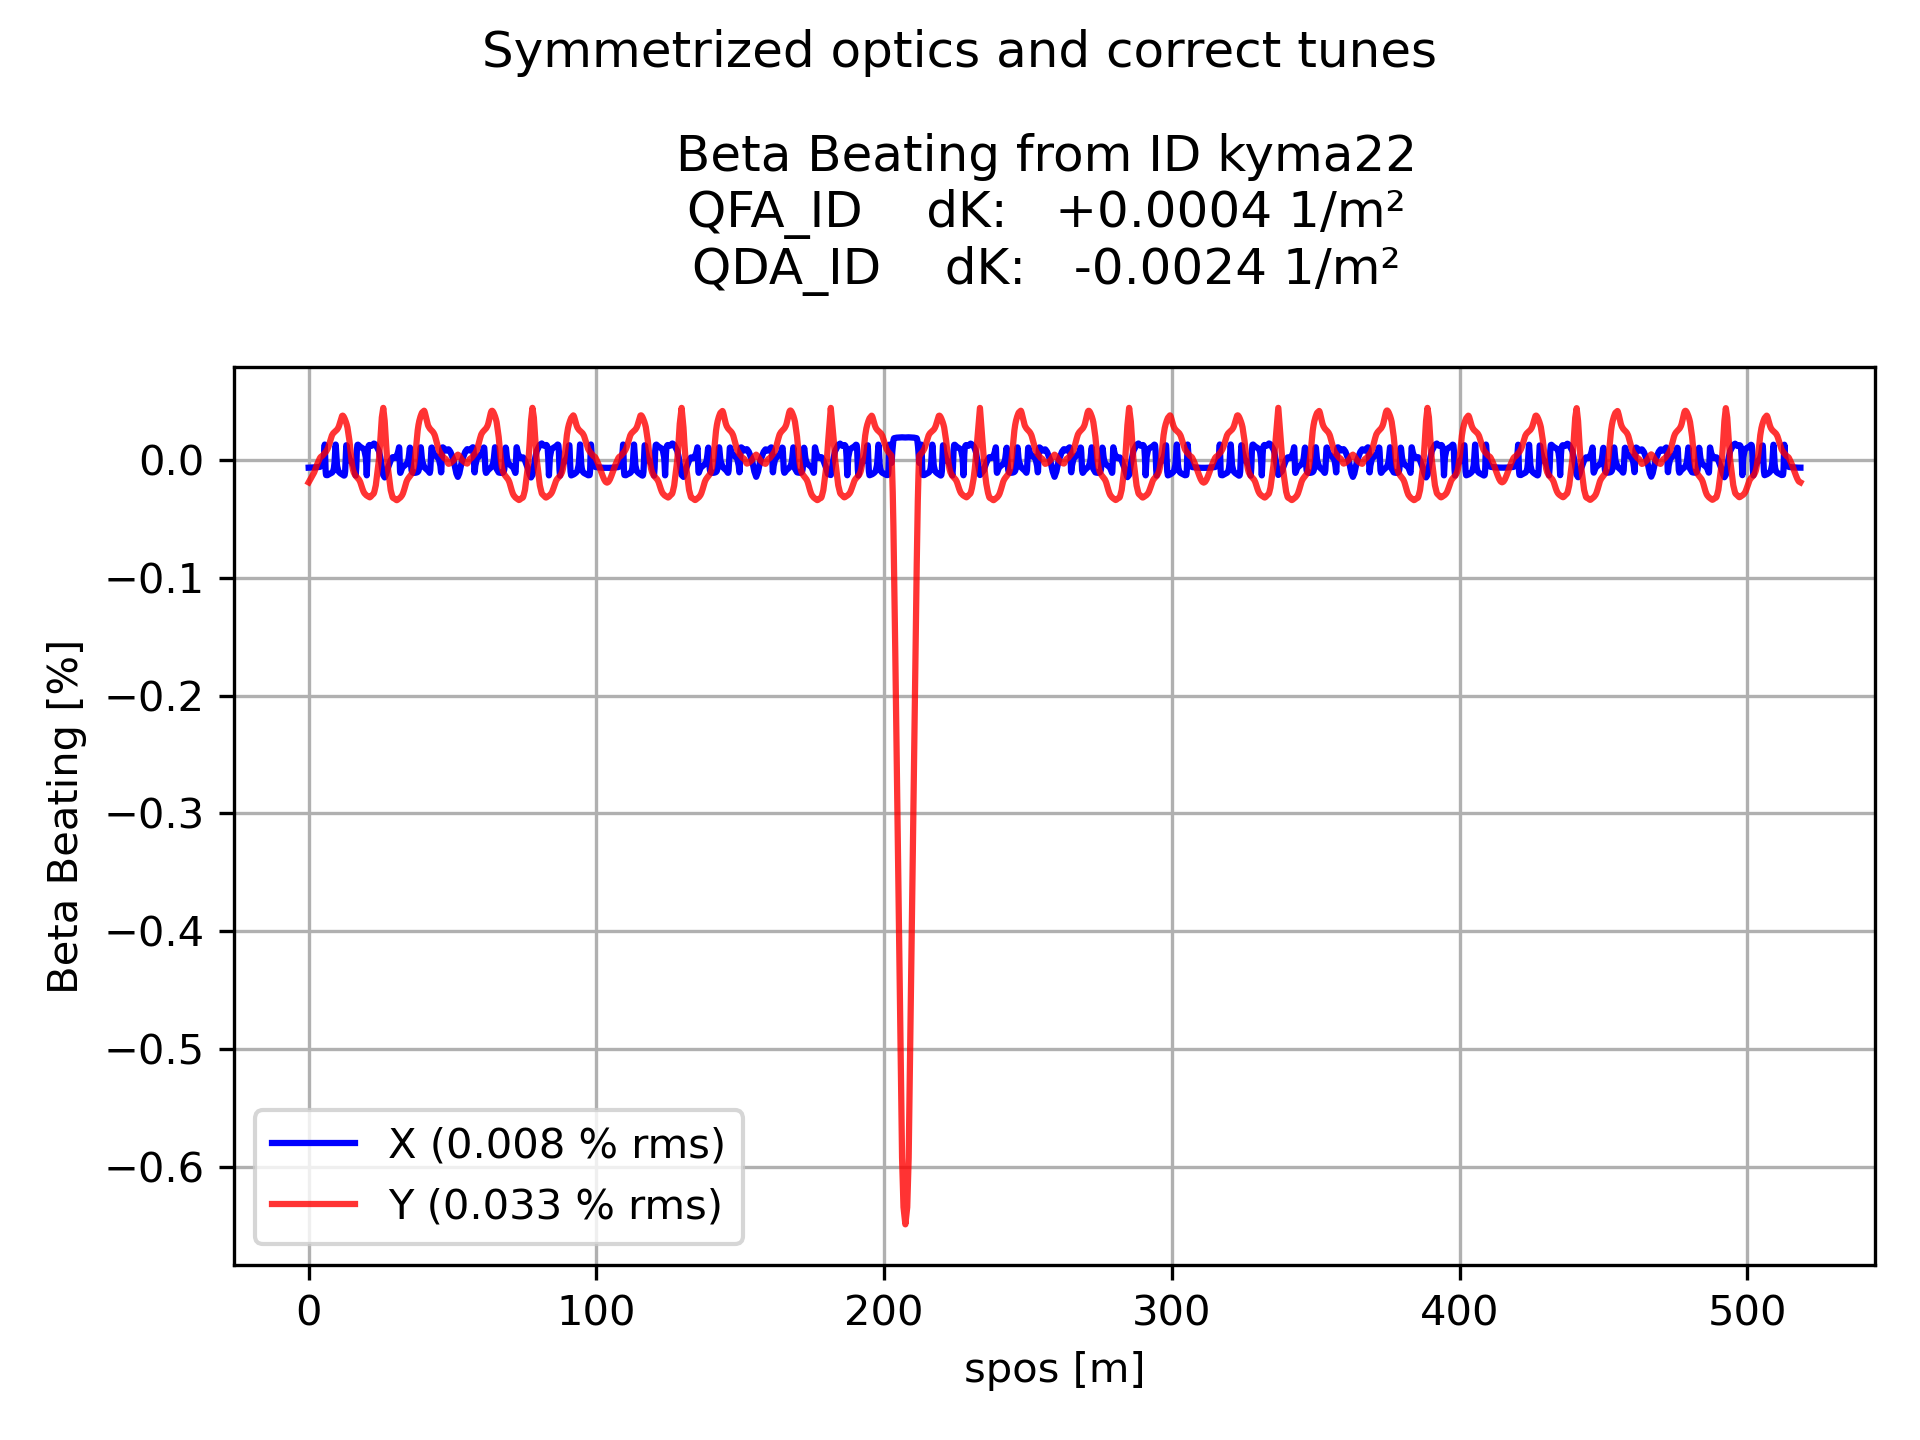 Symmetrized optics and correct tunes
Beta Beating from ID kyma22
QFA_ID dK: +0.0004 1/m²
QDA_ID dK: -0.0024 1/m²
0.0
−0.1
−0.2
−0.3
−0.4
−0.5
−0.6
Beta Beating [%]
X (0.008 % rms)
Y (0.033 % rms)
0 100 200 300 400 500
spos [m]